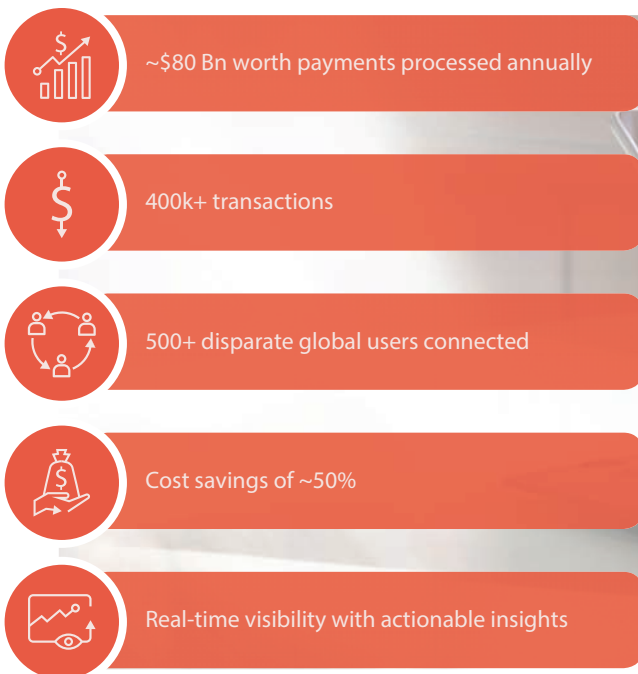 ~$80 Bn worth payments processed annually
400k+ transactions
500+ disparate global users connected
Cost savings of ~50%
Real-time visibility with actionable insights